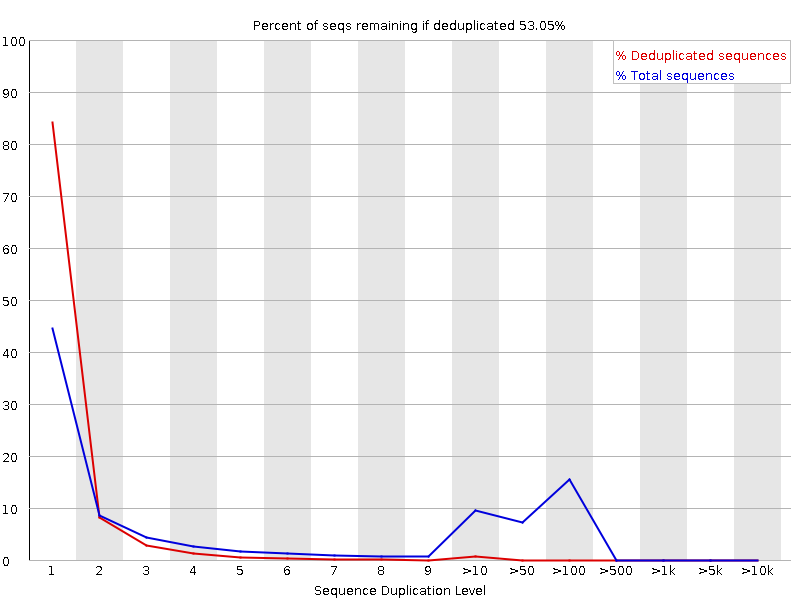 Percent of seqs remaining if deduplicated 53.05%
% Deduplicated sequences
% Total sequences
100
90
80
70
60
50
40
30
20
10
0
1 2 3 4 5 6 7 8 9 >10 >50 >100 >500 >1k >5k >10k
Sequence Duplication Level